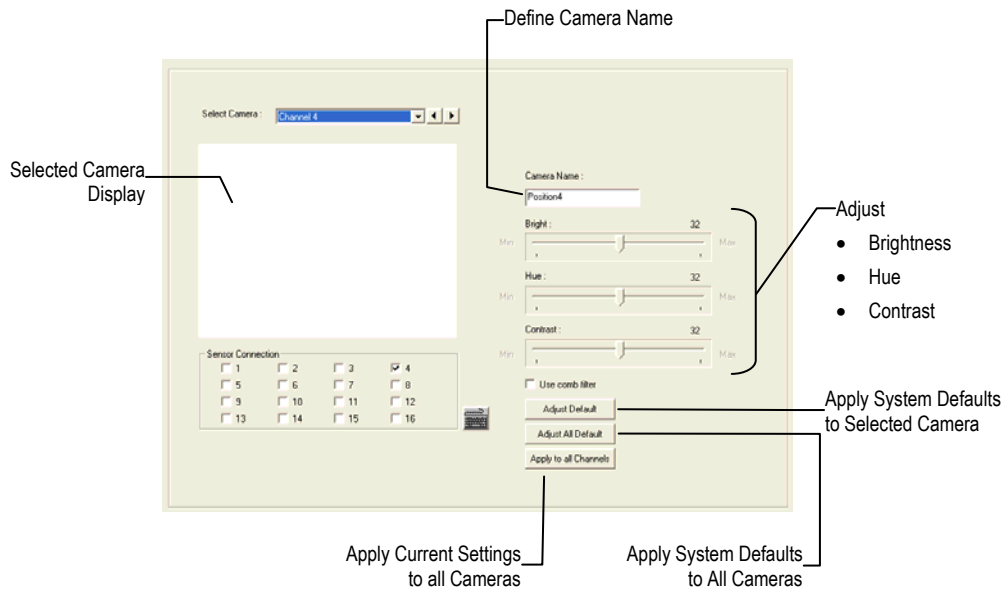 Define Camera Name
Select Camera :
Channel 4
Selected Camera
Display
Camera Name :
Position4
Bright :
32
Min
Max
Hue :
32
Min
Max
Contrast :
32
Min
Max
Adjust
• Brightness
• Hue
• Contrast
Sensor Connection
1 2 3 4
5 6 7 8
9 10 11 12
13 14 15 16
Use comb filter
Adjust Default
Adjust All Default
Apply to all Channels
Apply System Defaults
to Selected Camera
Apply Current Settings
to all Cameras
Apply System Defaults
to All Cameras